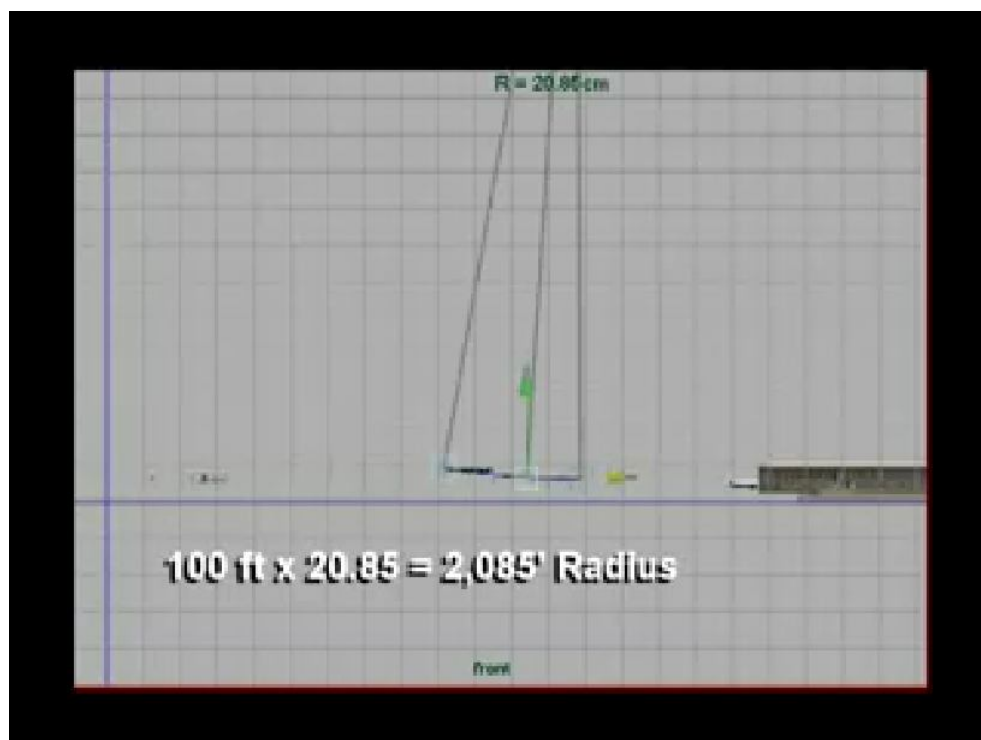 R = 20.85cm
100 ft x 20.85 = 2,085' Radius
front